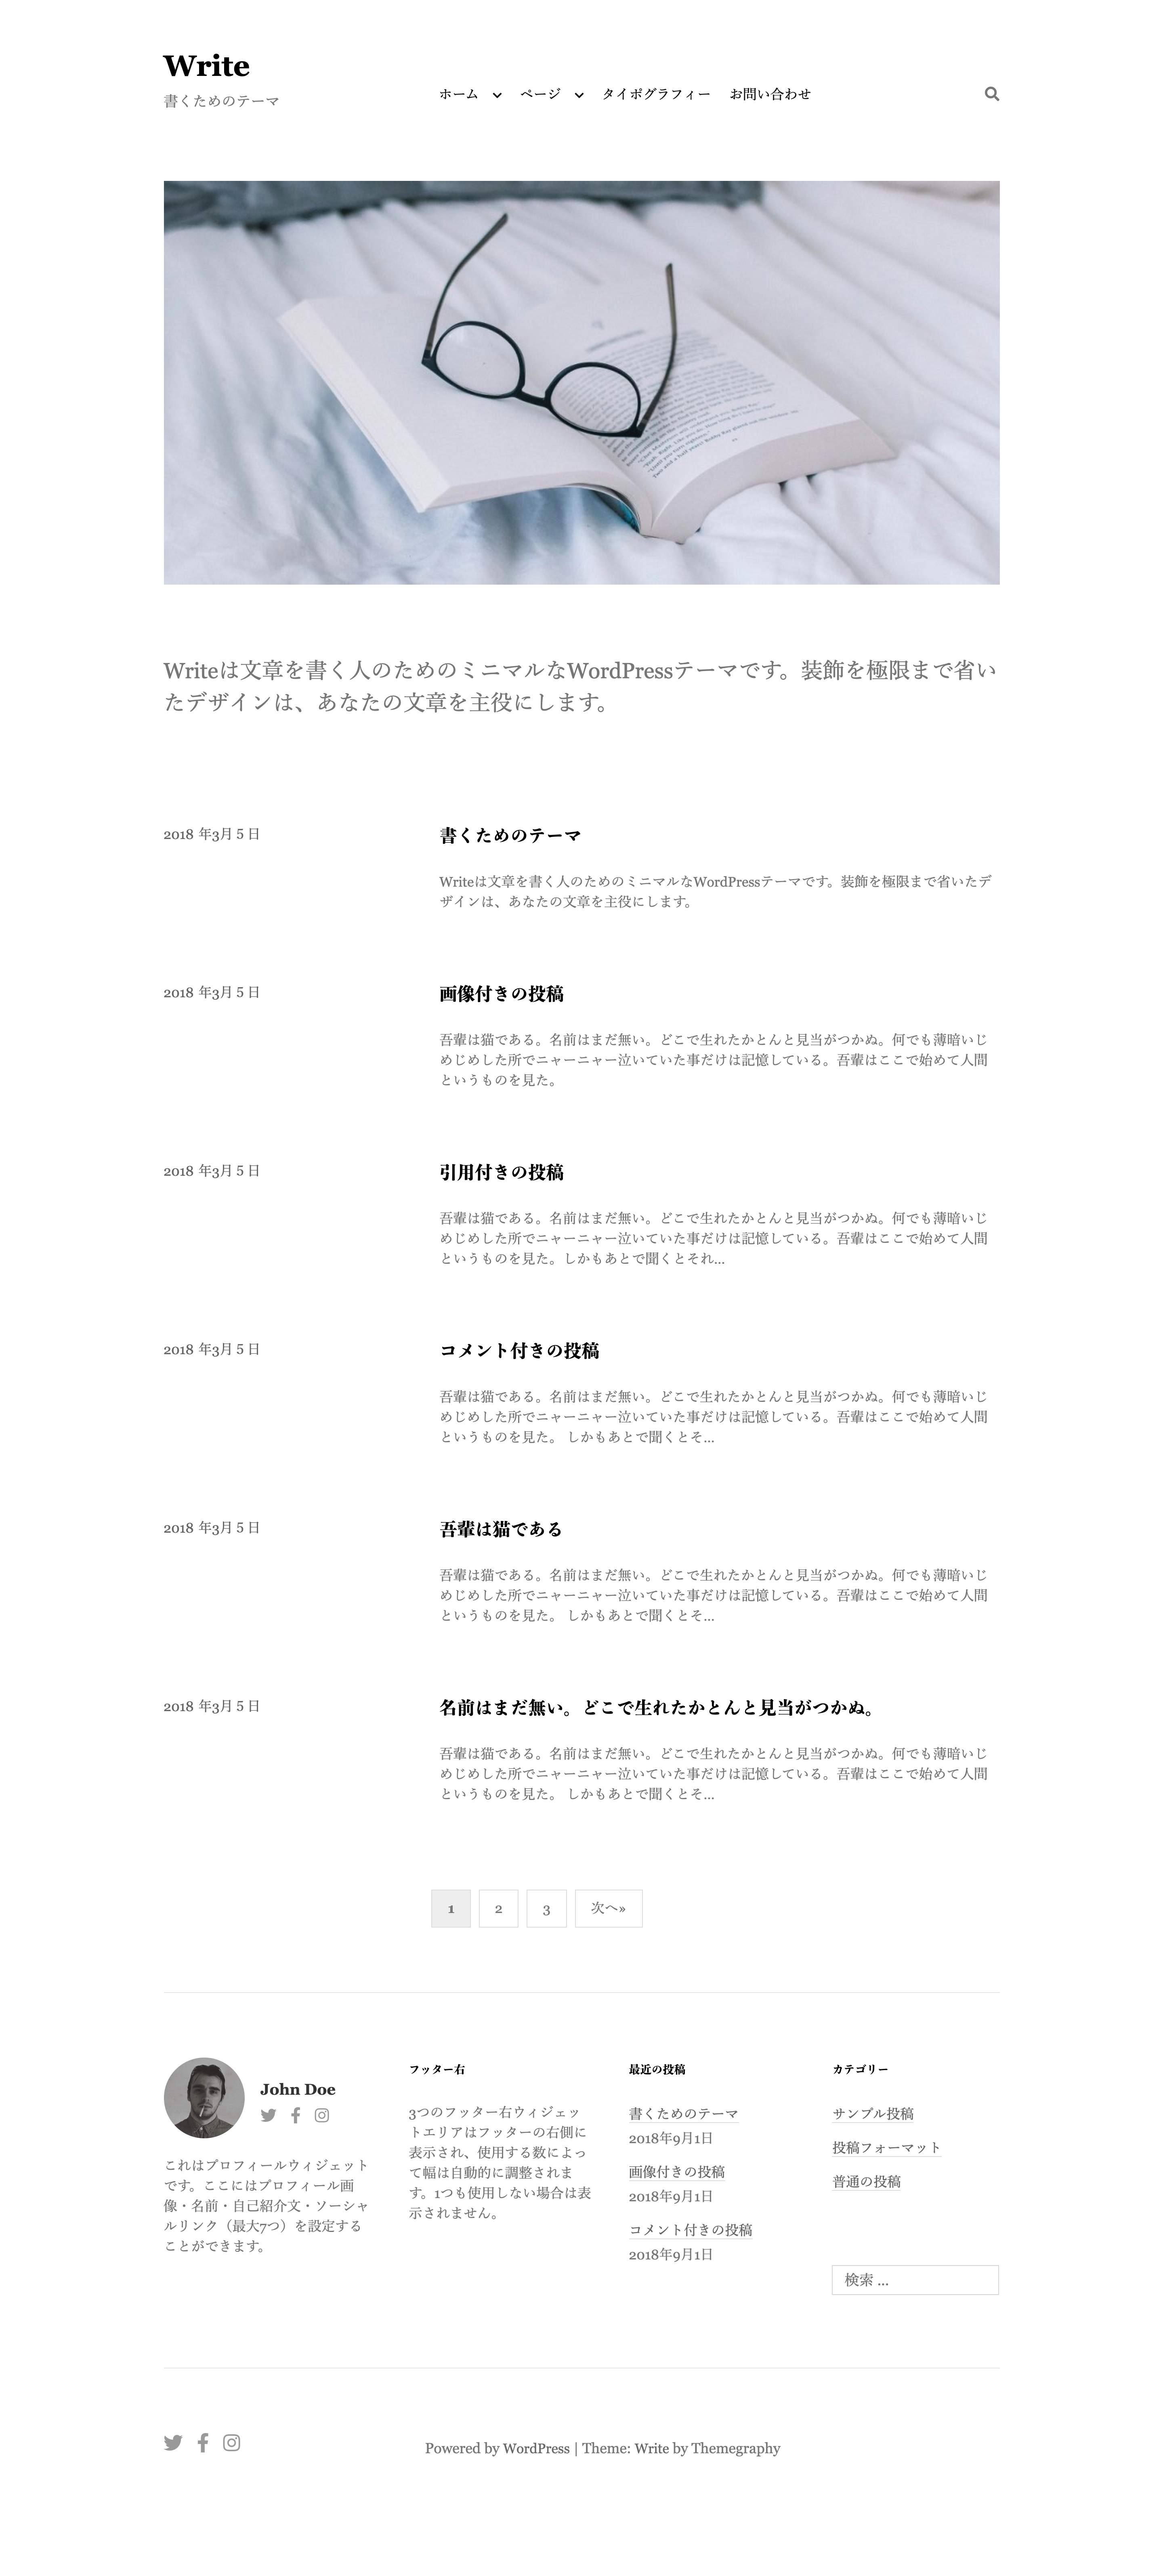 Write
書くためのテーマ
ホーム ページ タイポグラフィー お問い合わせ
Writeは文章を書く人のためのミニマルなWordPressテーマです。装飾を極限まで省い
たデザインは、あなたの文章を主役にします。
2018 年3月５日
書くためのテーマ
Writeは文章を書く人のためのミニマルなWordPressテーマです。装飾を極限まで省いたデ
ザインは、あなたの文章を主役にします。
2018 年3月５日
画像付きの投稿
吾輩は猫である。名前はまだ無い。どこで生れたかとんと見当がつかぬ。何でも薄暗いじ
めじめした所でニャーニャー泣いていた事だけは記憶している。吾輩はここで始めて人間
というものを見た。
2018 年3月５日
引用付きの投稿
吾輩は猫である。名前はまだ無い。どこで生れたかとんと見当がつかぬ。何でも薄暗いじ
めじめした所でニャーニャー泣いていた事だけは記憶している。吾輩はここで始めて人間
というものを見た。しかもあとで聞くとそれ...
2018 年3月５日
コメント付きの投稿
吾輩は猫である。名前はまだ無い。どこで生れたかとんと見当がつかぬ。何でも薄暗いじ
めじめした所でニャーニャー泣いていた事だけは記憶している。吾輩はここで始めて人間
というものを見た。 しかもあとで聞くとそ...
2018 年3月５日
吾輩は猫である
吾輩は猫である。名前はまだ無い。どこで生れたかとんと見当がつかぬ。何でも薄暗いじ
めじめした所でニャーニャー泣いていた事だけは記憶している。吾輩はここで始めて人間
というものを見た。 しかもあとで聞くとそ...
2018 年3月５日
名前はまだ無い。どこで生れたかとんと見当がつかぬ。
吾輩は猫である。名前はまだ無い。どこで生れたかとんと見当がつかぬ。何でも薄暗いじ
めじめした所でニャーニャー泣いていた事だけは記憶している。吾輩はここで始めて人間
というものを見た。 しかもあとで聞くとそ...
1 2 3 次へ»
John Doe
これはプロフィールウィジェット
です。ここにはプロフィール画
像・名前・自己紹介文・ソーシャ
ルリンク（最大7つ）を設定する
ことができます。
フッター右
3つのフッター右ウィジェッ
トエリアはフッターの右側に
表示され、使用する数によっ
て幅は自動的に調整されま
す。1つも使用しない場合は表
示されません。
最近の投稿
書くためのテーマ
2018年9月1日
画像付きの投稿
2018年9月1日
コメント付きの投稿
2018年9月1日
カテゴリー
サンプル投稿
投稿フォーマット
普通の投稿
検索 ...
Powered by WordPress | Theme: Write by Themegraphy